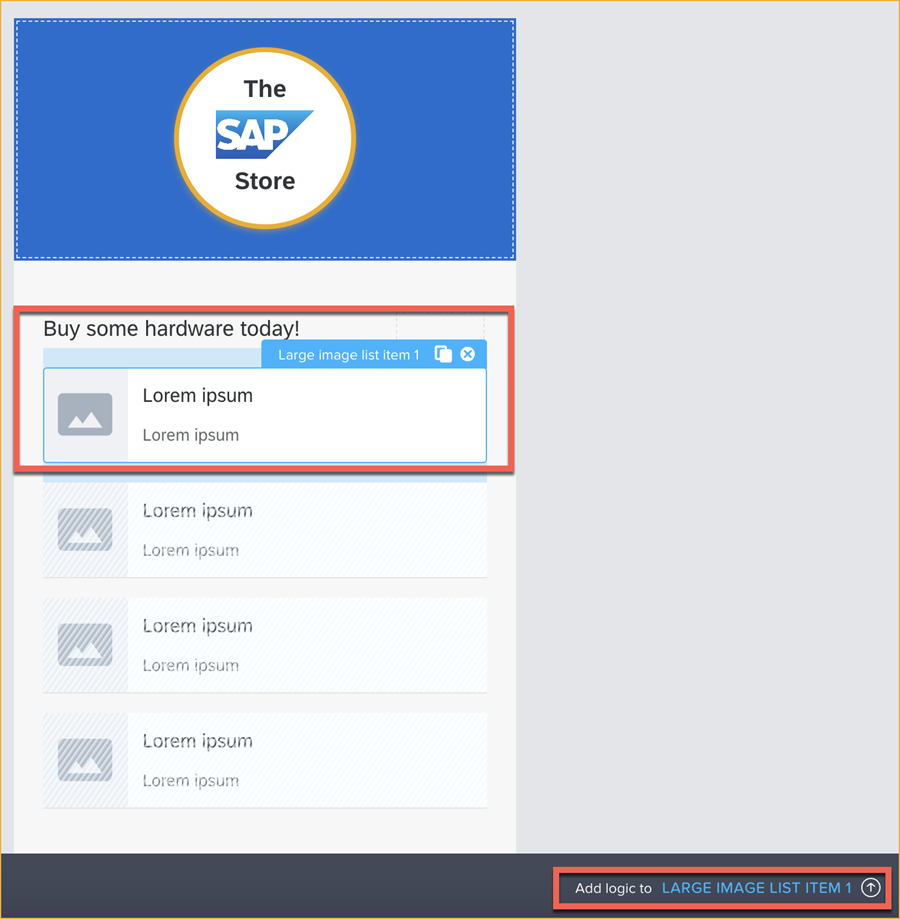 The
SAP
Store
Buy some hardware today!
Large image list item 1
Lorem ipsum
Lorem ipsum
Lorem ipsum
Lorem ipsum
Lorem ipsum
Lorem ipsum
Lorem ipsum
Lorem ipsum
Add logic to LARGE IMAGE LIST ITEM 1